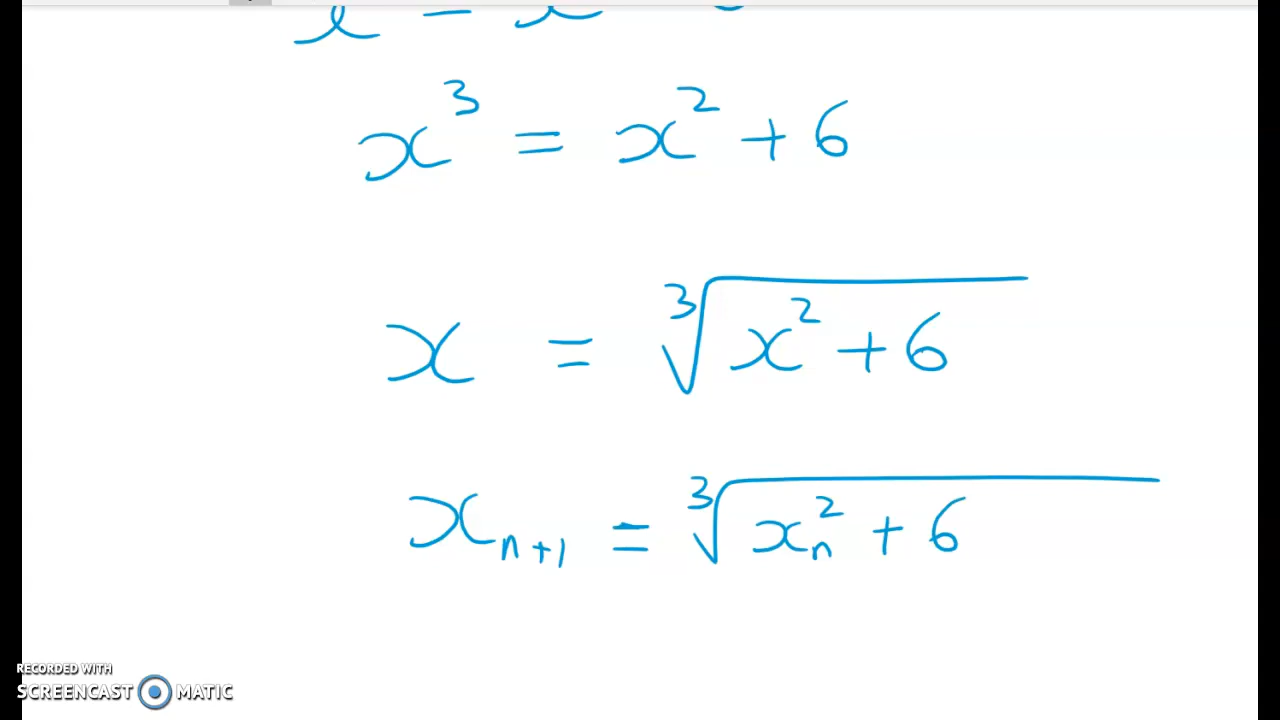 x³ = x² + 6
x = ∛(x² + 6)
xₙ₊₁ = ∛(xₙ² + 6)
RECORDED WITH
SCREENCAST MATIC